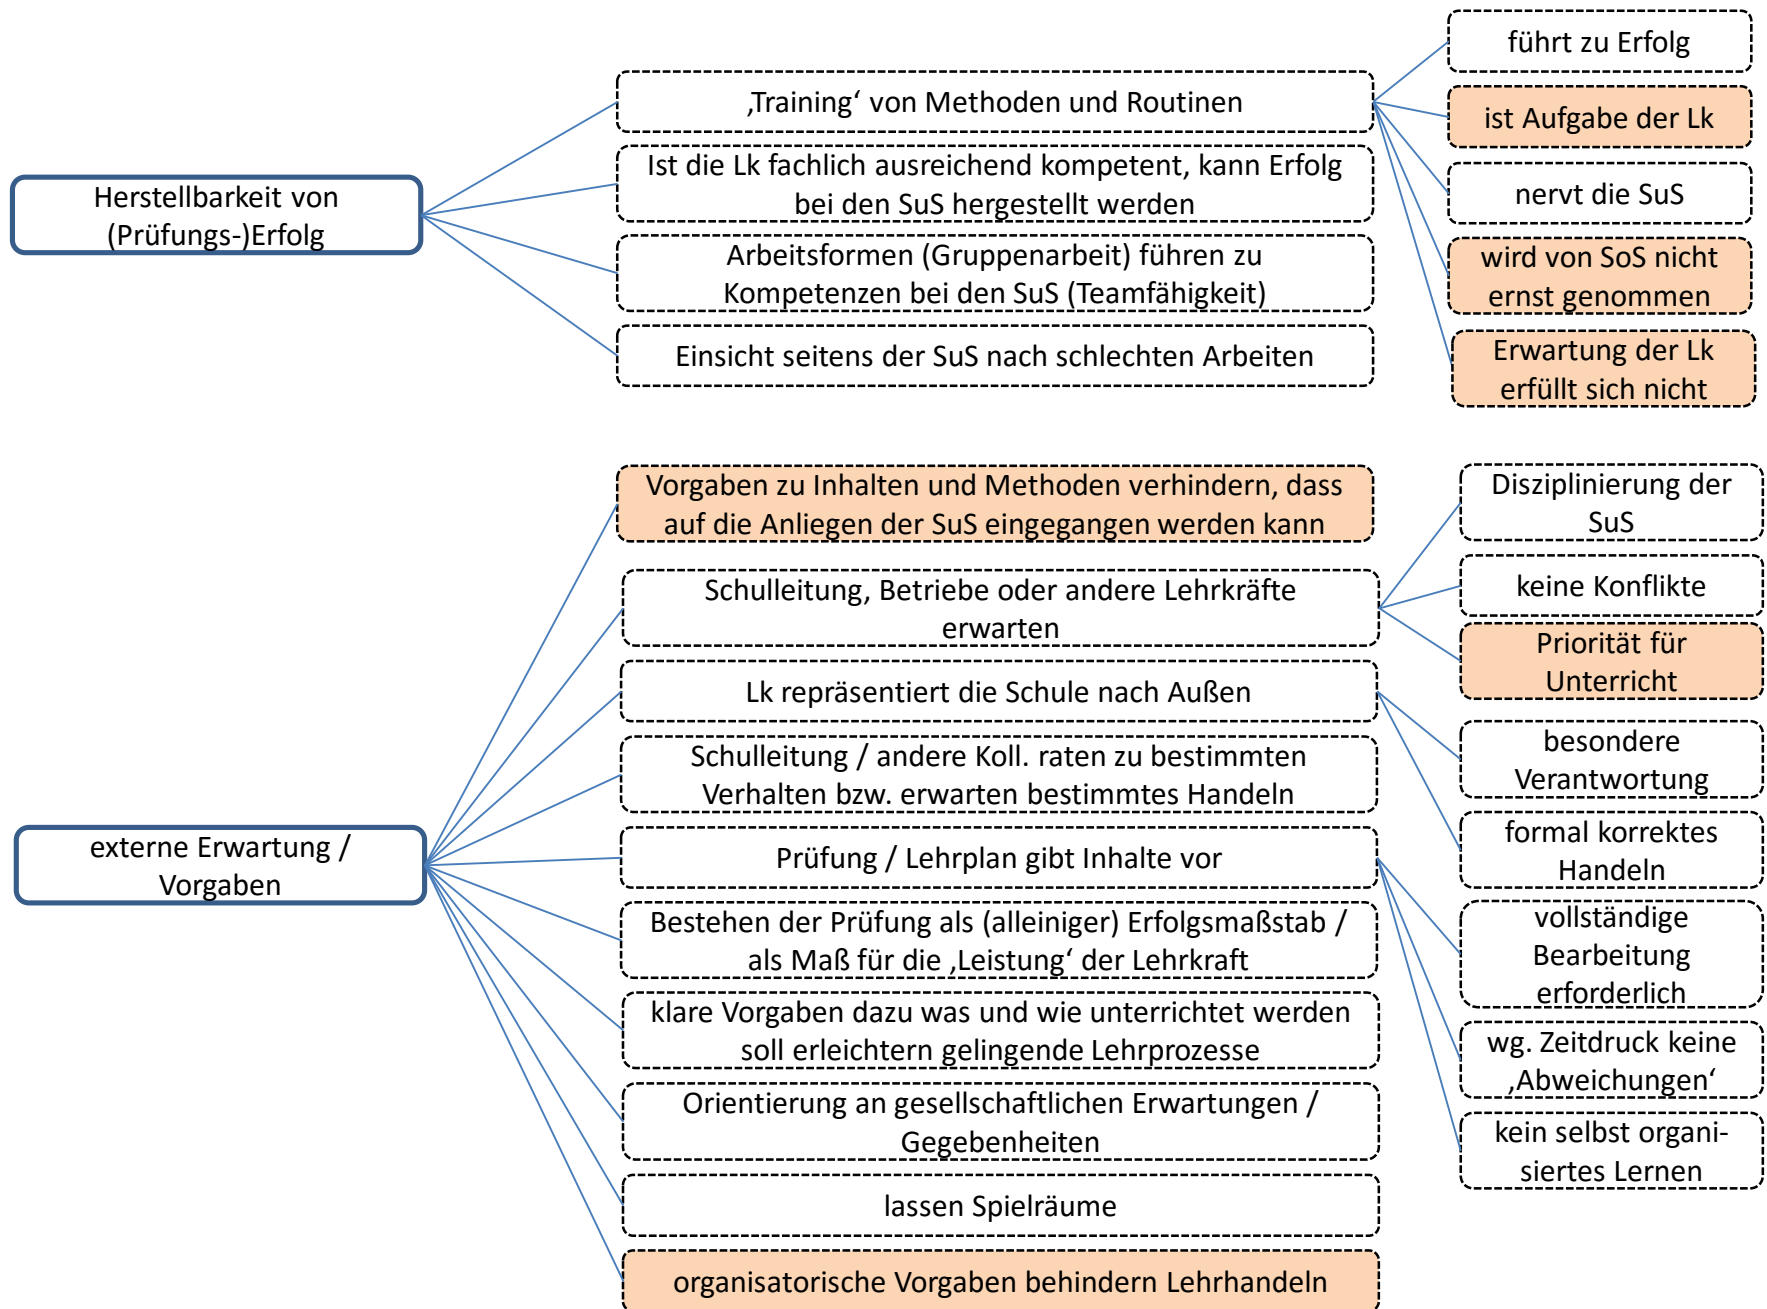 Herstellbarkeit von
(Prüfungs-)Erfolg
‚Training‘ von Methoden und Routinen
führt zu Erfolg
ist Aufgabe der Lk
nervt die SuS
wird von SoS nicht
ernst genommen
Erwartung der Lk
erfüllt sich nicht
Ist die Lk fachlich ausreichend kompetent, kann Erfolg
bei den SuS hergestellt werden
Arbeitsformen (Gruppenarbeit) führen zu
Kompetenzen bei den SuS (Teamfähigkeit)
Einsicht seitens der SuS nach schlechten Arbeiten
externe Erwartung /
Vorgaben
Vorgaben zu Inhalten und Methoden verhindern, dass
auf die Anliegen der SuS eingegangen werden kann
Schulleitung, Betriebe oder andere Lehrkräfte
erwarten
Disziplinierung der
SuS
keine Konflikte
Priorität für
Unterricht
Lk repräsentiert die Schule nach Außen
besondere
Verantwortung
formal korrektes
Handeln
Schulleitung / andere Koll. raten zu bestimmten
Verhalten bzw. erwarten bestimmtes Handeln
Prüfung / Lehrplan gibt Inhalte vor
vollständige
Bearbeitung
erforderlich
wg. Zeitdruck keine
‚Abweichungen‘
kein selbst organi-
siertes Lernen
Bestehen der Prüfung als (alleiniger) Erfolgsmaßstab /
als Maß für die ‚Leistung‘ der Lehrkraft
klare Vorgaben dazu was und wie unterrichtet werden
soll erleichtern gelingende Lehrprozesse
Orientierung an gesellschaftlichen Erwartungen /
Gegebenheiten
lassen Spielräume
organisatorische Vorgaben behindern Lehrhandeln